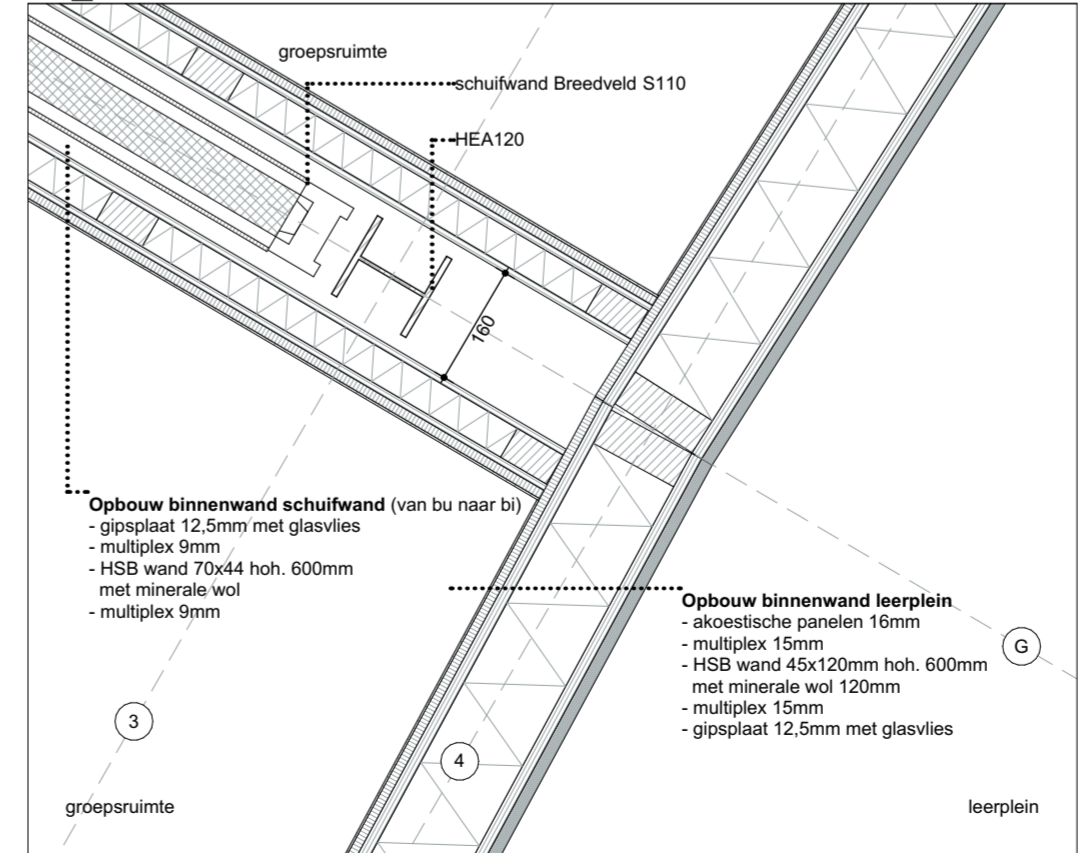 groepsruimte
schuifwand Breedveld S110
HEA120
160
Opbouw binnenwand schuifwand (van bu naar bi)
- gipsplaat 12,5mm met glasvlies
- multiplex 9mm
- HSB wand 70x44 hoh. 600mm
met minerale wol
- multiplex 9mm
Opbouw binnenwand leerplein
- akoestische panelen 16mm
- multiplex 15mm
- HSB wand 45x120mm hoh. 600mm
met minerale wol 120mm
- multiplex 15mm
- gipsplaat 12,5mm met glasvlies
G
3
4
groepsruimte
leerplein